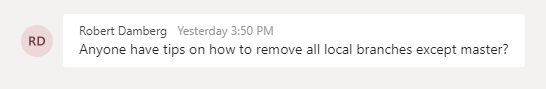 RD
Robert Damberg Yesterday 3:50 PM
Anyone have tips on how to remove all local branches except master?